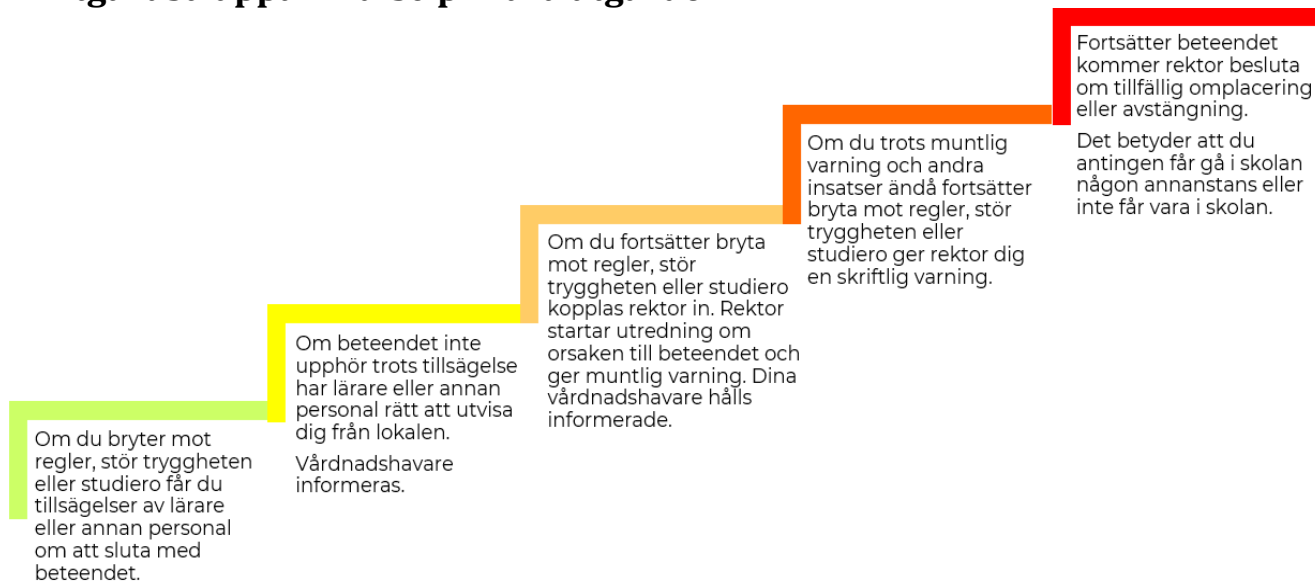 Om du bryter mot
regler, stör tryggheten
eller studiero får du
tillsägelser av lärare
eller annan personal
om att sluta med
beteendet.
Om beteendet inte
upphör trots tillsägelse
har lärare eller annan
personal rätt att utvisa
dig från lokalen.
Vårdnadshavare
informeras.
Om du fortsätter bryta
mot regler, stör
tryggheten eller studiero
kopplas rektor in. Rektor
startar utredning om
orsaken till beteendet och
ger muntlig varning. Dina
vårdnadshavare hålls
informerade.
Om du trots muntlig
varning och andra
insatser ändå fortsätter
bryta mot regler, stör
tryggheten eller
studiero ger rektor dig
en skriftlig varning.
Fortsätter beteendet
kommer rektor besluta
om tillfällig omplacering
eller avstängning.
Det betyder att du
antingen får gå i skolan
någon annanstans eller
inte får vara i skolan.